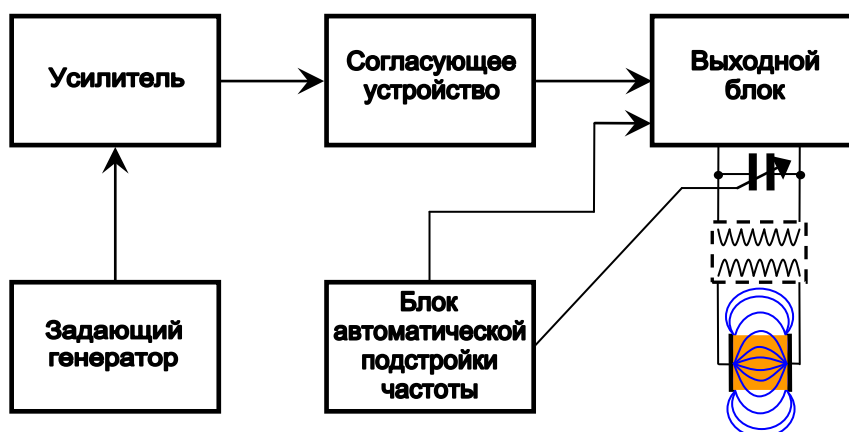 Усилитель
Согласующее
устройство
Выходной
блок
Задающий
генератор
Блок
автоматической
подстройки
частоты